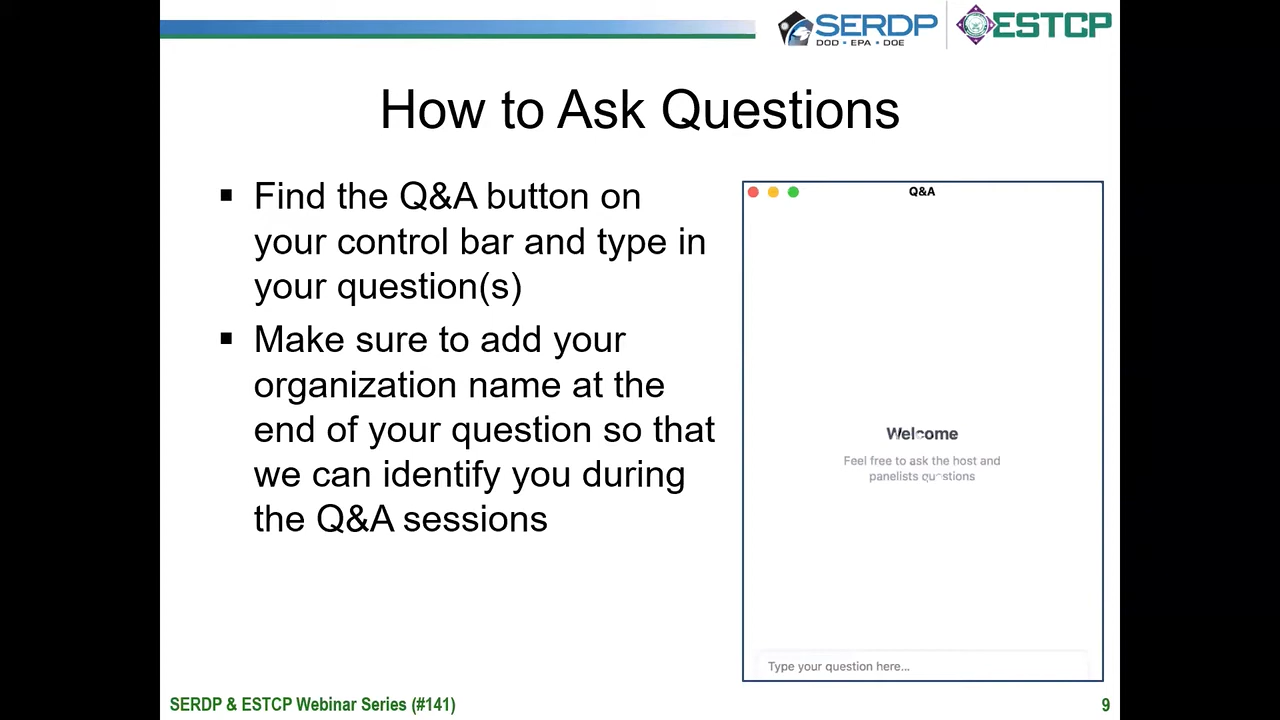 SERDP
DOD • EPA • DOE
ESTCP
How to Ask Questions
▪ Find the Q&A button on
your control bar and type in
your question(s)
▪ Make sure to add your
organization name at the
end of your question so that
we can identify you during
the Q&A sessions
Q&A
Welcome
Feel free to ask the host and
panelists questions
Type your question here...
SERDP & ESTCP Webinar Series (#141)
9